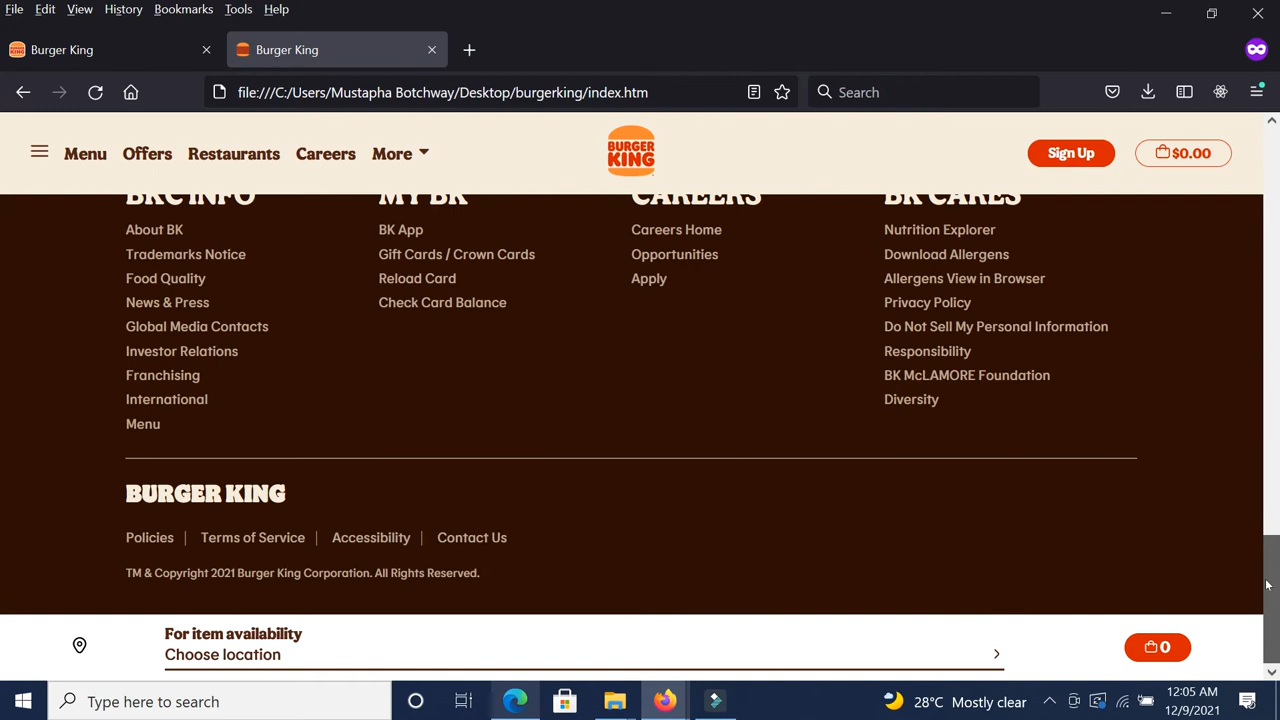 File Edit View History Bookmarks Tools Help
Burger King
Burger King
file:///C:/Users/Mustapha Botchway/Desktop/burgerking/index.htm
Search
Menu Offers Restaurants Careers More
BURGER KING
Sign Up
$0.00
BRC INFO
About BK
Trademarks Notice
Food Quality
News & Press
Global Media Contacts
Investor Relations
Franchising
International
Menu
MY BK
BK App
Gift Cards / Crown Cards
Reload Card
Check Card Balance
CAREERS
Careers Home
Opportunities
Apply
BK CARES
Nutrition Explorer
Download Allergens
Allergens View in Browser
Privacy Policy
Do Not Sell My Personal Information
Responsibility
BK McLAMORE Foundation
Diversity
BURGER KING
Policies | Terms of Service | Accessibility | Contact Us
TM & Copyright 2021 Burger King Corporation. All Rights Reserved.
For item availability
Choose location
0
Type here to search
28°C Mostly clear
12:05 AM
12/9/2021